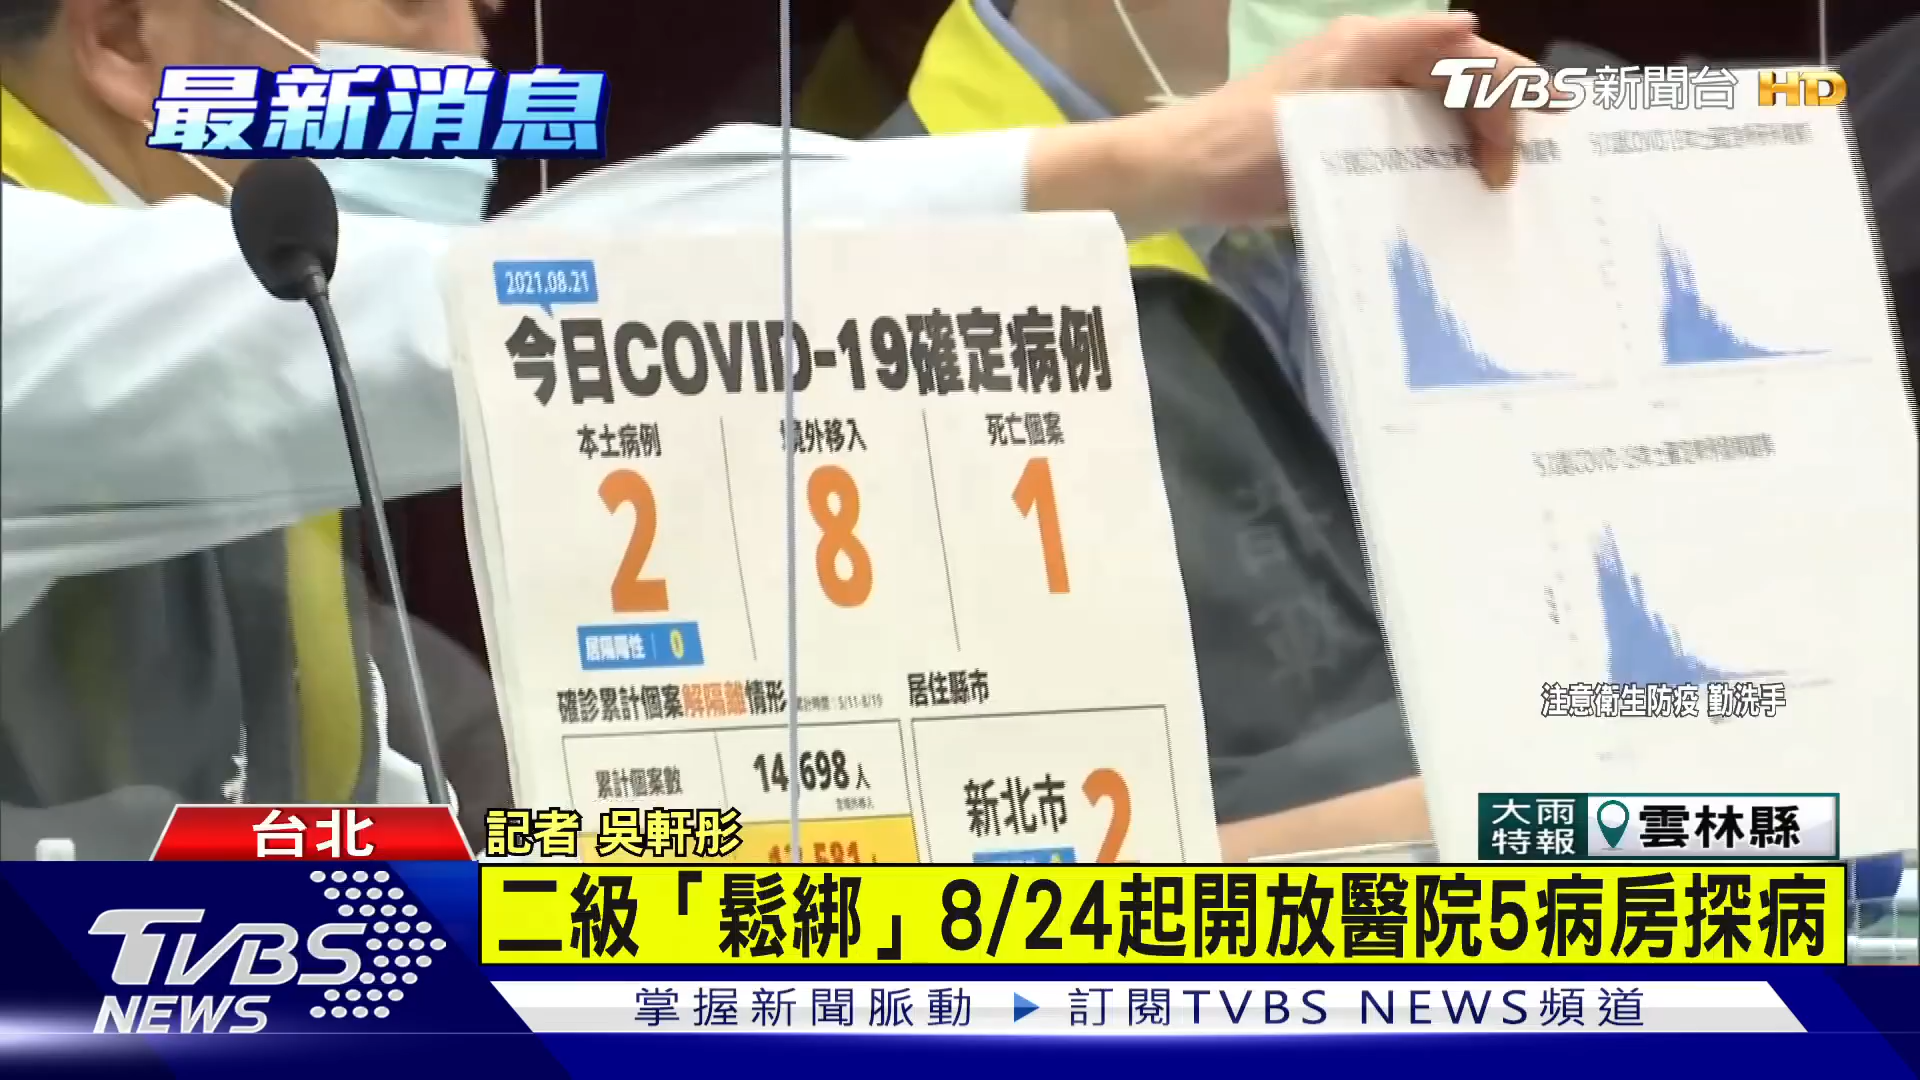 最新消息
TVBS新聞台 HD
2021.08.21
今日COVID-19確定病例
本土病例
境外移入
死亡個案
2
8
1
居隔陽性 0
確診累計個案解隔離情形
居住縣市
累計個案數
14,698人
新北市 2
注意衛生防疫 勤洗手
大雨特報
雲林縣
台北
記者 吳軒彤
二級「鬆綁」8/24起開放醫院5病房探病
TVBS NEWS
掌握新聞脈動 ▶ 訂閱TVBS NEWS頻道